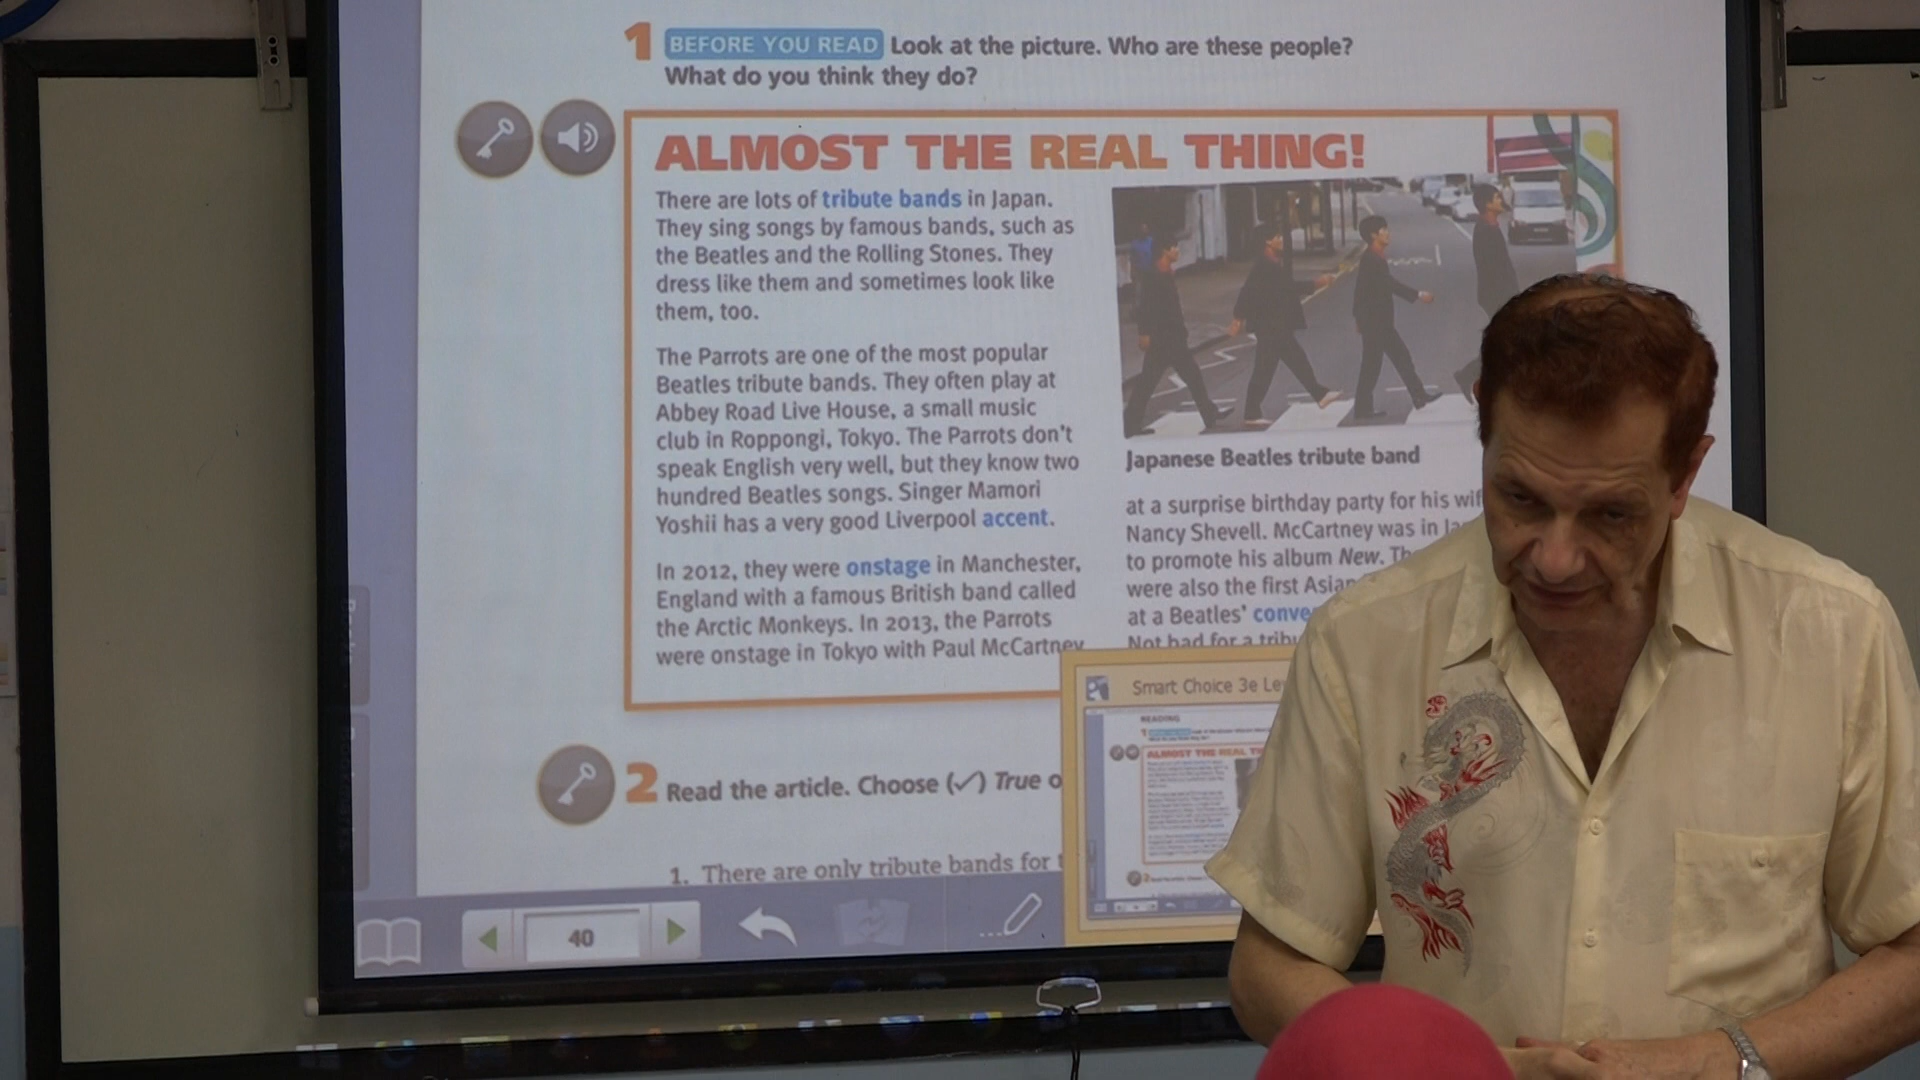 1 BEFORE YOU READ Look at the picture. Who are these people?
What do you think they do?
ALMOST THE REAL THING!
There are lots of tribute bands in Japan.
They sing songs by famous bands, such as
the Beatles and the Rolling Stones. They
dress like them and sometimes look like
them, too.
The Parrots are one of the most popular
Beatles tribute bands. They often play at
Abbey Road Live House, a small music
club in Roppongi, Tokyo. The Parrots don't
speak English very well, but they know two
hundred Beatles songs. Singer Mamori
Yoshii has a very good Liverpool accent.
In 2012, they were onstage in Manchester,
England with a famous British band called
the Arctic Monkeys. In 2013, the Parrots
were onstage in Tokyo with Paul McCartney
Japanese Beatles tribute band
at a surprise birthday party for his
Nancy Shevell. McCartney was in
to promote his album New.
were also the first
at a Beatles'
Not bad for a
2 Read the article. Choose (✓) True
1. There are only tribute bands for
Smart Choice 3e
READING
ALMOST THE REAL
40